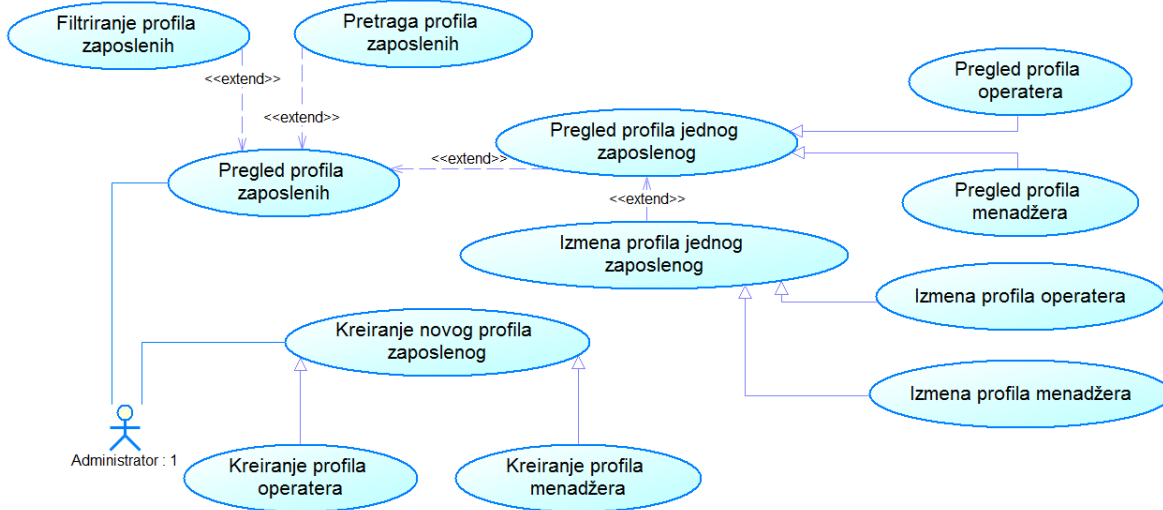 Filtriranje profila
zaposlenih
Pretraga profila
zaposlenih
<<extend>>
<<extend>>
Pregled profila
zaposlenih
<<extend>>
Pregled profila jednog
zaposlenog
Pregled profila
operatera
Pregled profila
menadžera
<<extend>>
Izmena profila jednog
zaposlenog
Izmena profila operatera
Izmena profila menadžera
Kreiranje novog profila
zaposlenog
Administrator : 1
Kreiranje profila
operatera
Kreiranje profila
menadžera